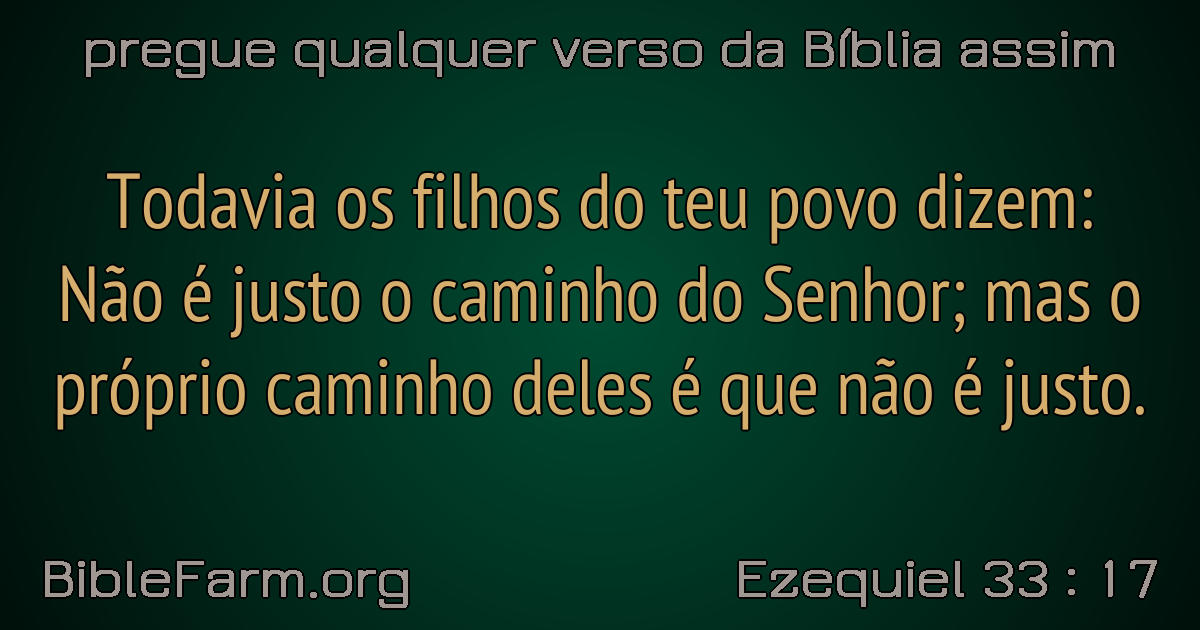 pregue qualquer verso da Bíblia assim
Todavia os filhos do teu povo dizem:
Não é justo o caminho do Senhor; mas o
próprio caminho deles é que não é justo.
BibleFarm.org
Ezequiel 33 : 17